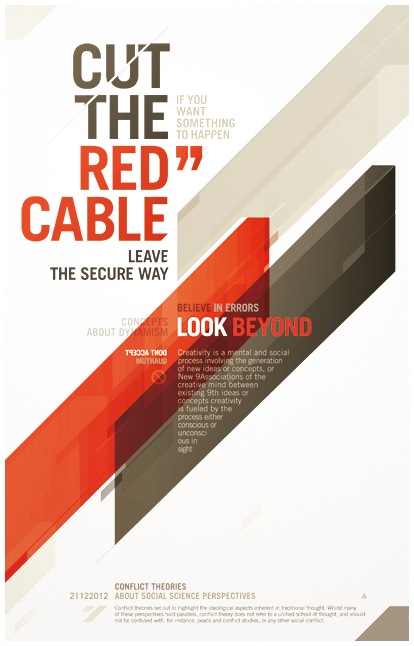 CUT
THE
RED”
CABLE
IF YOU
WANT
SOMETHING
TO HAPPEN
LEAVE
THE SECURE WAY
BELIEVE IN ERRORS
CONCEPTS
ABOUT DYNAMISM
LOOK BEYOND
DON'T ACCEPT
Creativity is a mental and social
process involving the generation
of new ideas or concepts, or
New 9Associations of the
creative mind between
existing 9th ideas or
concepts creativity
is fueled by the
process either
conscious or
unconsci
ous in
sight
CONFLICT THEORIES
21122012 ABOUT SOCIAL SCIENCE PERSPECTIVES
Conflict theories set out to highlight the ideological aspects inherent in traditional thought. Whilst many
of these perspectives hold parallels, conflict theory does not refer to a unified school of thought, and should
not be confused with, for instance, peace and conflict studies, or any other social conflict.